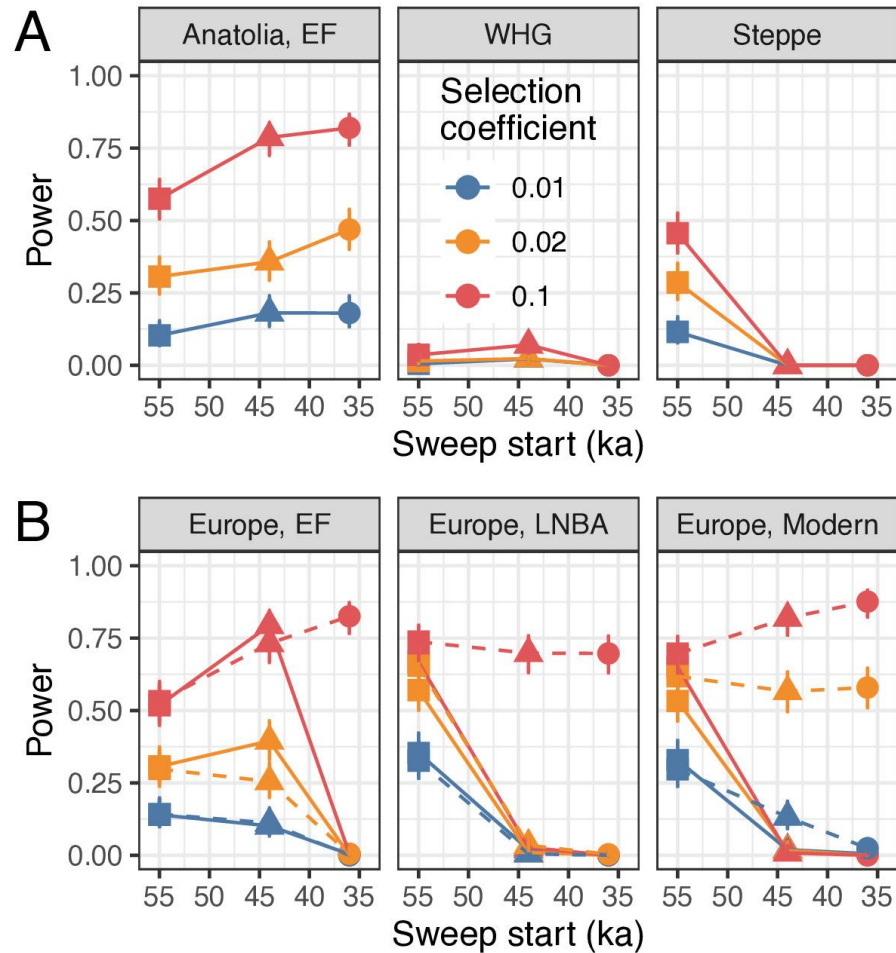 A
Anatolia, EF
WHG
Steppe
Power
1.00
0.75
0.50
0.25
0.00
Selection
coefficient
0.01
0.02
0.1
55 50 45 40 35
55 50 45 40 35
55 50 45 40 35
Sweep start (ka)
B
Europe, EF
Europe, LNBA
Europe, Modern
Power
1.00
0.75
0.50
0.25
0.00
55 50 45 40 35
55 50 45 40 35
55 50 45 40 35
Sweep start (ka)